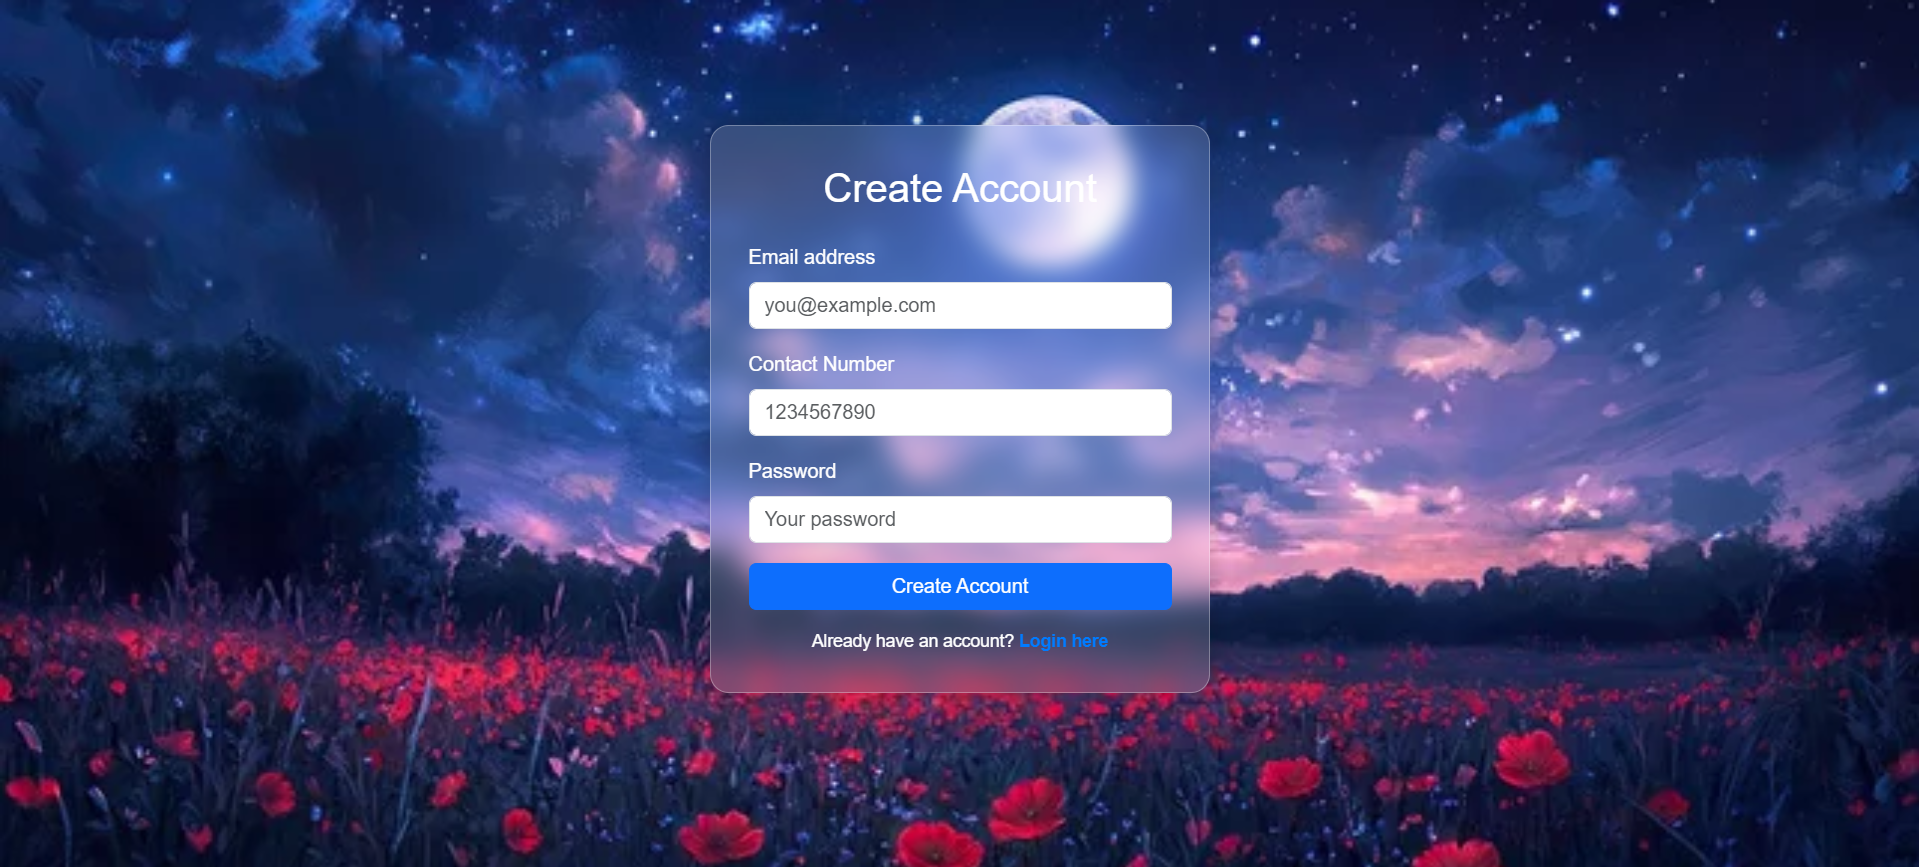 Create Account
Email address
you@example.com
Contact Number
1234567890
Password
Your password
Create Account
Already have an account? Login here